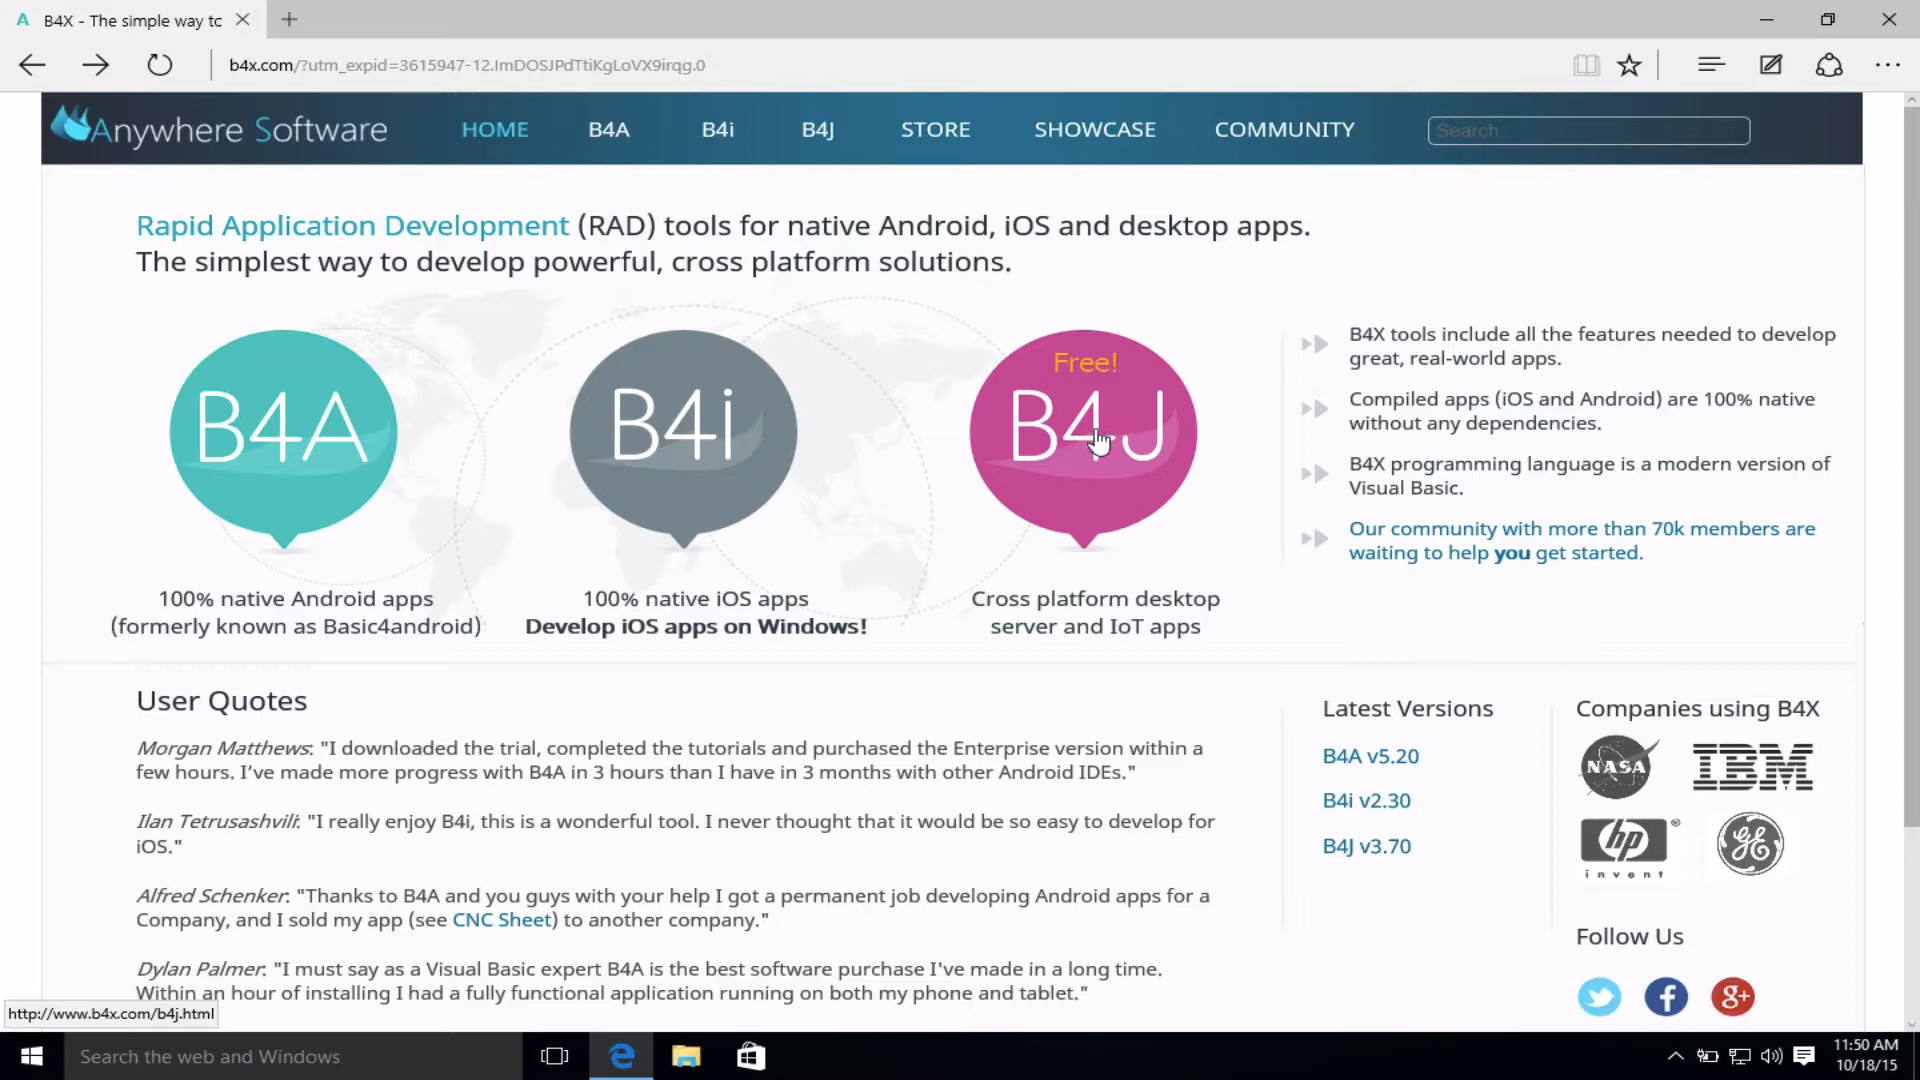 B4X - The simple way to
b4x.com/?utm_expid=3615947-12.ImDOSJPdTtiKgLoVX9irqg.0
Anywhere Software
HOME
B4A
B4i
B4J
STORE
SHOWCASE
COMMUNITY
Search
Rapid Application Development (RAD) tools for native Android, iOS and desktop apps.
The simplest way to develop powerful, cross platform solutions.
B4A
B4i
Free!
B4J
100% native Android apps
(formerly known as Basic4android)
100% native iOS apps
Develop iOS apps on Windows!
Cross platform desktop
server and IoT apps
B4X tools include all the features needed to develop
great, real-world apps.
Compiled apps (iOS and Android) are 100% native
without any dependencies.
B4X programming language is a modern version of
Visual Basic.
Our community with more than 70k members are
waiting to help you get started.
User Quotes
Morgan Matthews: "I downloaded the trial, completed the tutorials and purchased the Enterprise version within a
few hours. I've made more progress with B4A in 3 hours than I have in 3 months with other Android IDEs."
Ilan Tetrusashvili: "I really enjoy B4i, this is a wonderful tool. I never thought that it would be so easy to develop for
iOS."
Alfred Schenker: "Thanks to B4A and you guys with your help I got a permanent job developing Android apps for a
Company, and I sold my app (see CNC Sheet) to another company."
Dylan Palmer: "I must say as a Visual Basic expert B4A is the best software purchase I've made in a long time.
Within an hour of installing I had a fully functional application running on both my phone and tablet."
Latest Versions
B4A v5.20
B4i v2.30
B4J v3.70
Companies using B4X
NASA
IBM
hp
invent
GE
Follow Us
http://www.b4x.com/b4j.html
Search the web and Windows
11:50 AM
10/18/15